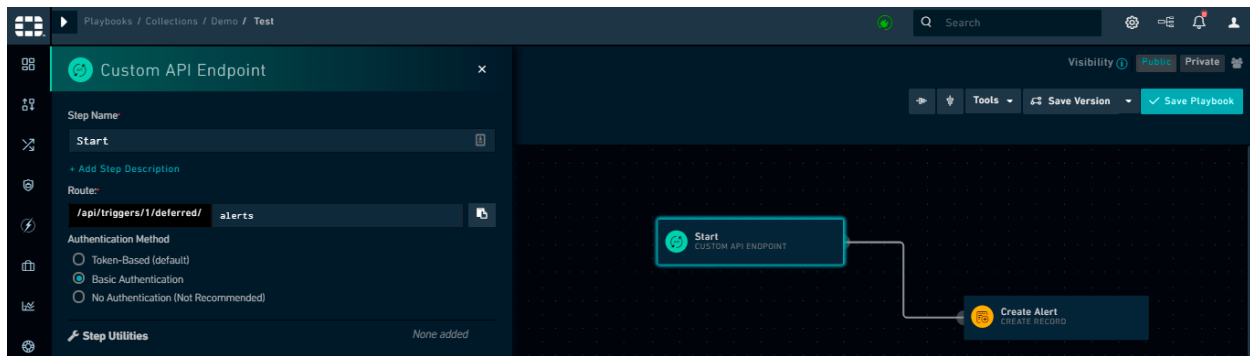 Playbooks / Collections / Demo / Test
Search
Custom API Endpoint
Visibility
Public
Private
Tools
Save Version
Save Playbook
Step Name*
Start
+ Add Step Description
Route:*
/api/triggers/1/deferred/ alerts
Authentication Method
Token-Based (default)
Basic Authentication
No Authentication (Not Recommended)
Step Utilities
None added
Start
CUSTOM API ENDPOINT
Create Alert
CREATE RECORD